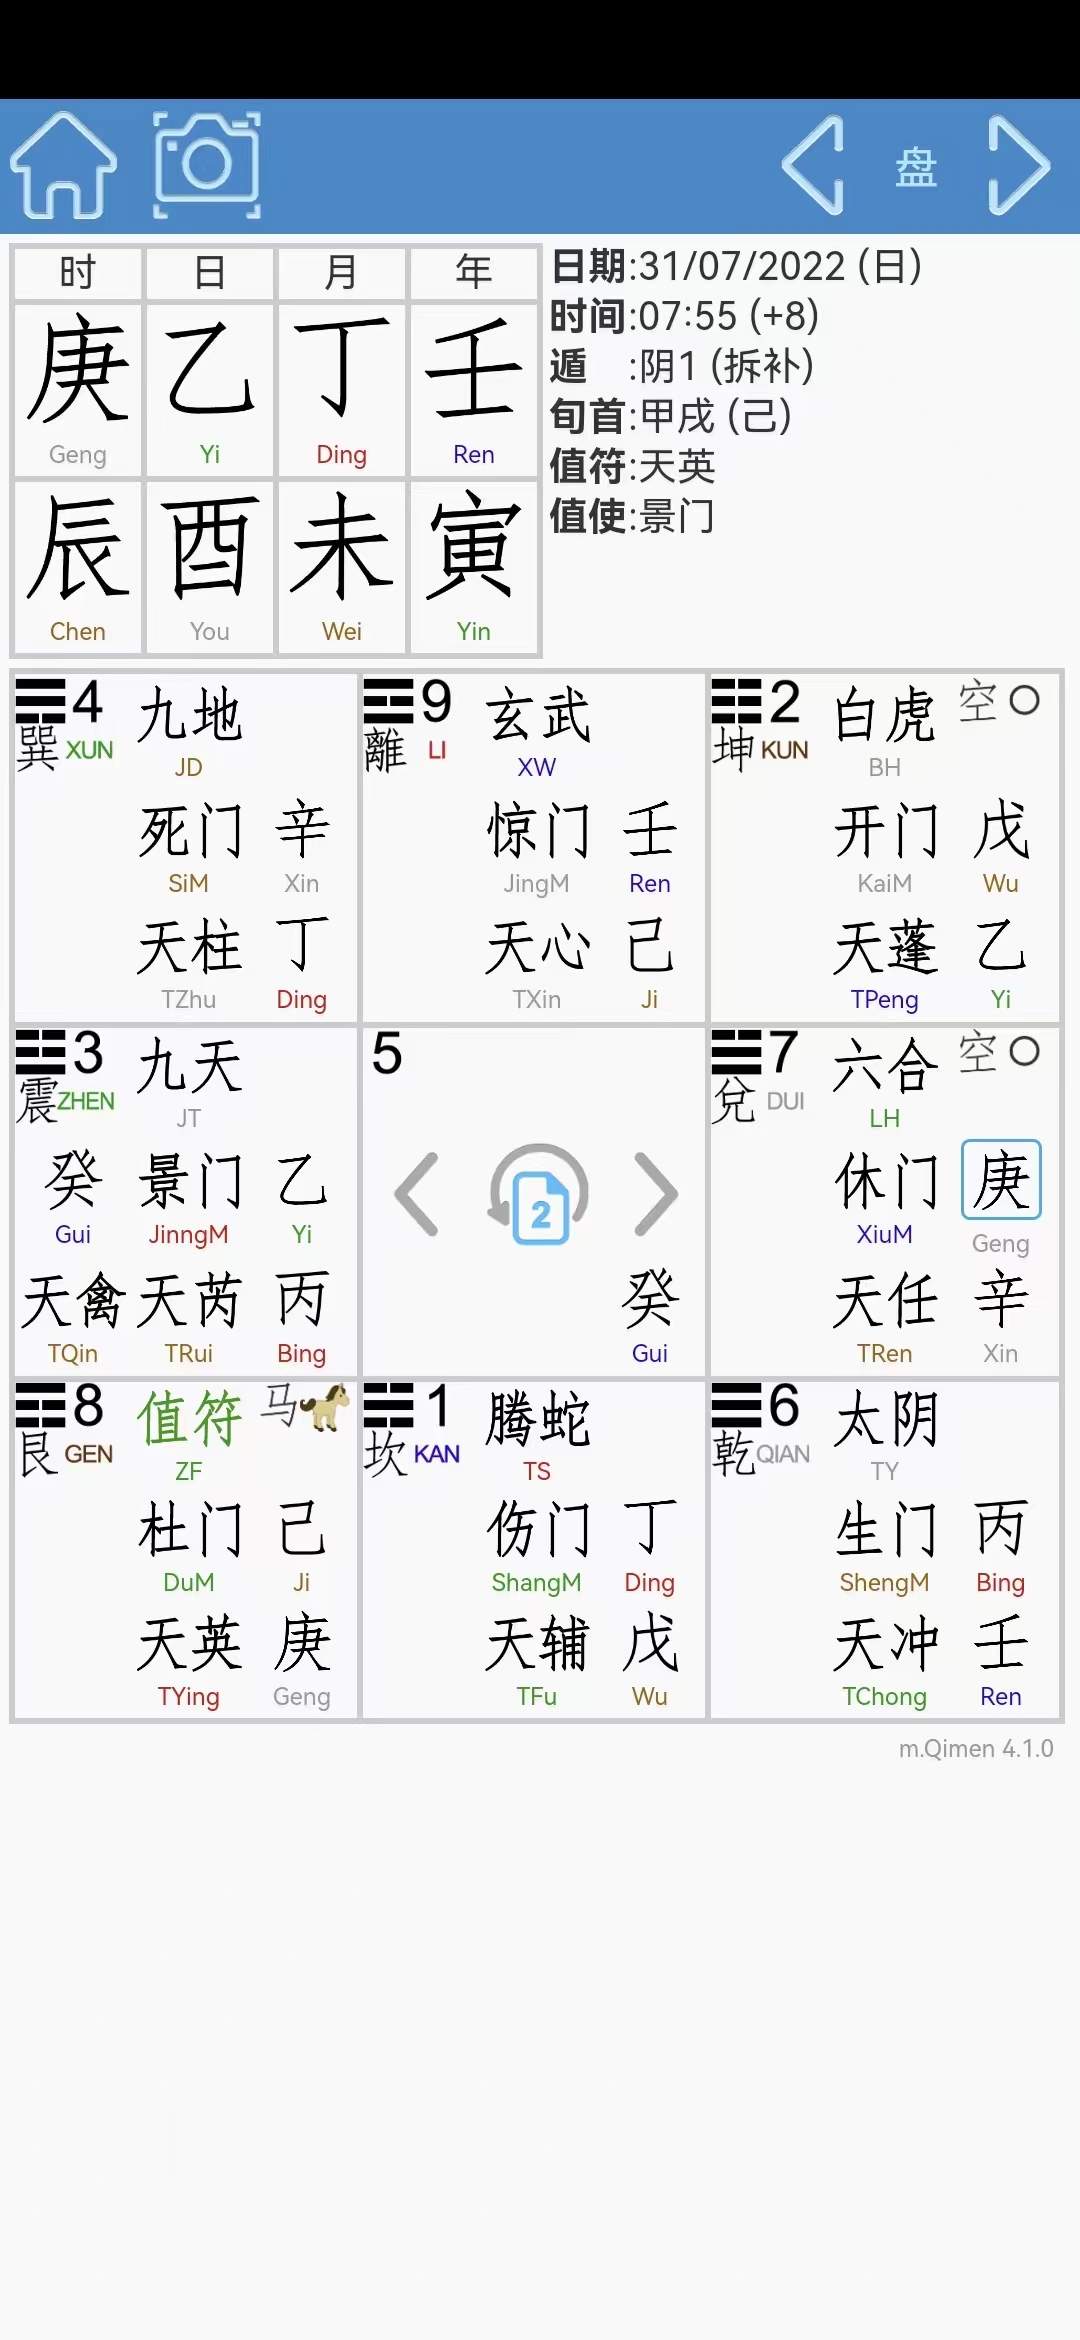 盘
时 日 月 年
庚 乙 丁 壬
Geng Yi Ding Ren
辰 酉 未 寅
Chen You Wei Yin
日期:31/07/2022 (日)
时间:07:55 (+8)
遁 :阴1 (拆补)
旬首:甲戌 (己)
值符:天英
值使:景门
4 九地
巽 XUN JD
死门 辛
SiM Xin
天柱 丁
TZhu Ding
9 玄武
離 LI XW
惊门 壬
JingM Ren
天心 己
TXin Ji
2 白虎 空
坤 KUN BH
开门 戊
KaiM Wu
天蓬 乙
TPeng Yi
3 九天
震 ZHEN JT
癸 景门 乙
Gui JinngM Yi
天禽 天芮 丙
TQin TRui Bing
5
2
癸
Gui
7 六合 空
兌 DUI LH
休门 庚
XiuM Geng
天任 辛
TRen Xin
8 值符 马
艮 GEN ZF
杜门 己
DuM Ji
天英 庚
TYing Geng
1 腾蛇
坎 KAN TS
伤门 丁
ShangM Ding
天辅 戊
TFu Wu
6 太阴
乾 QIAN TY
生门 丙
ShengM Bing
天冲 壬
TChong Ren
m.Qimen 4.1.0